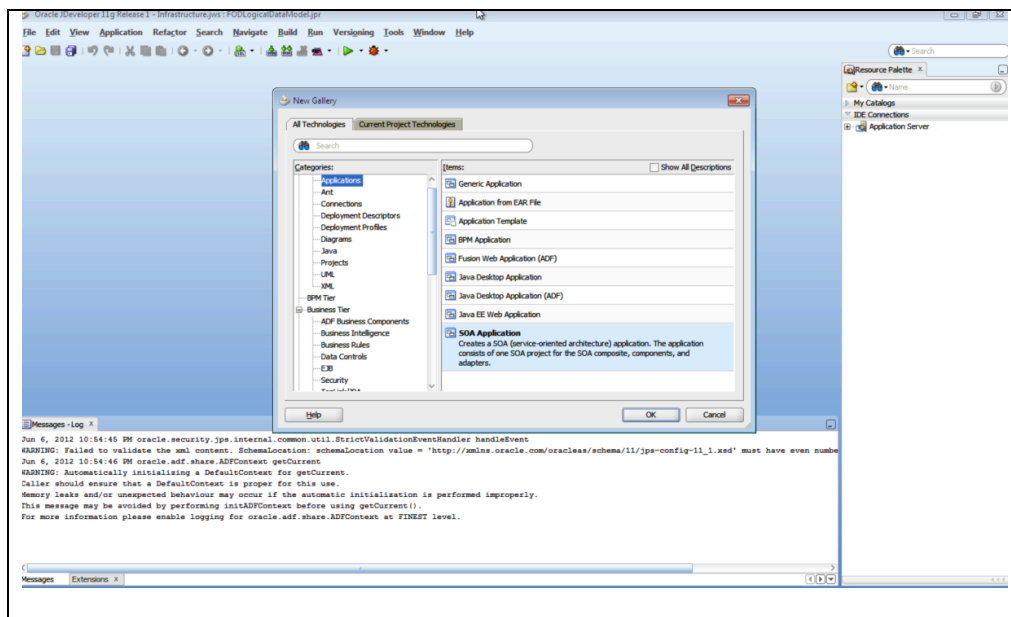 Oracle JDeveloper 11g Release 1 - Infrastructure.jws : FODLogicalDataModel.jpr
File Edit View Application Refactor Search Navigate Build Run Versioning Tools Window Help
Search
Resource Palette
Name
My Catalogs
IDE Connections
Application Server
New Gallery
All Technologies Current Project Technologies
Search
Categories:
Applications
Ant
Connections
Deployment Descriptors
Deployment Profiles
Diagrams
Java
Projects
UML
XML
BPM Tier
Business Tier
ADF Business Components
Business Intelligence
Business Rules
Data Controls
EJB
Security
Items: Show All Descriptions
Generic Application
Application from EAR File
Application Template
BPM Application
Fusion Web Application (ADF)
Java Desktop Application
Java Desktop Application (ADF)
Java EE Web Application
SOA Application
Creates a SOA (service-oriented architecture) application. The application
consists of one SOA project for the SOA composite, components, and
adapters.
Help OK Cancel
Messages - Log
Jun 6, 2012 10:54:45 PM oracle.security.jps.internal.common.util.StrictValidationEventHandler handleEvent
WARNING: Failed to validate the xml content. SchemaLocation: schemaLocation value = 'http://xmlns.oracle.com/oracleas/schema/11/jps-config-11_1.xsd' must have even numbe
Jun 6, 2012 10:54:46 PM oracle.adf.share.ADFContext getCurrent
WARNING: Automatically initializing a DefaultContext for getCurrent.
Caller should ensure that a DefaultContext is proper for this use.
Memory leaks and/or unexpected behaviour may occur if the automatic initialization is performed improperly.
This message may be avoided by performing initADFContext before using getCurrent().
For more information please enable logging for oracle.adf.share.ADFContext at FINEST level.
Messages Extensions